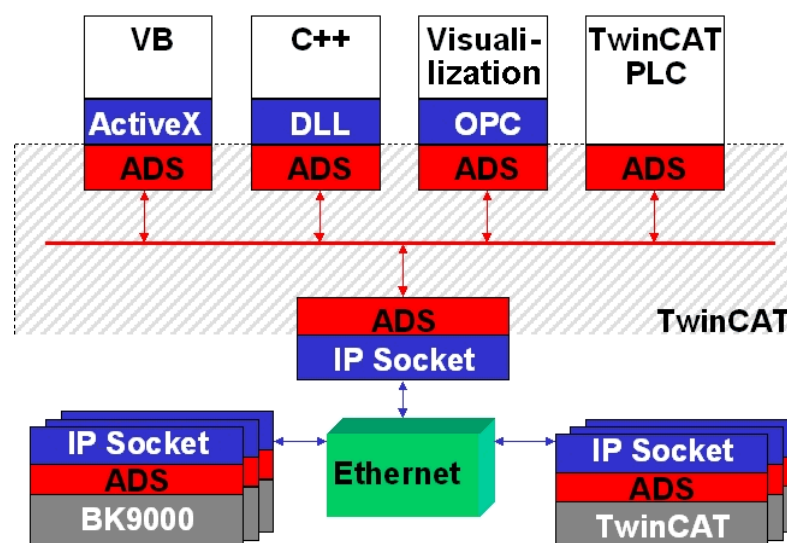 VB
C++
Visuali-
lization
TwinCAT
PLC
ActiveX
DLL
OPC
ADS
ADS
ADS
ADS
ADS
TwinCAT
IP Socket
IP Socket
ADS
BK9000
Ethernet
IP Socket
ADS
TwinCAT